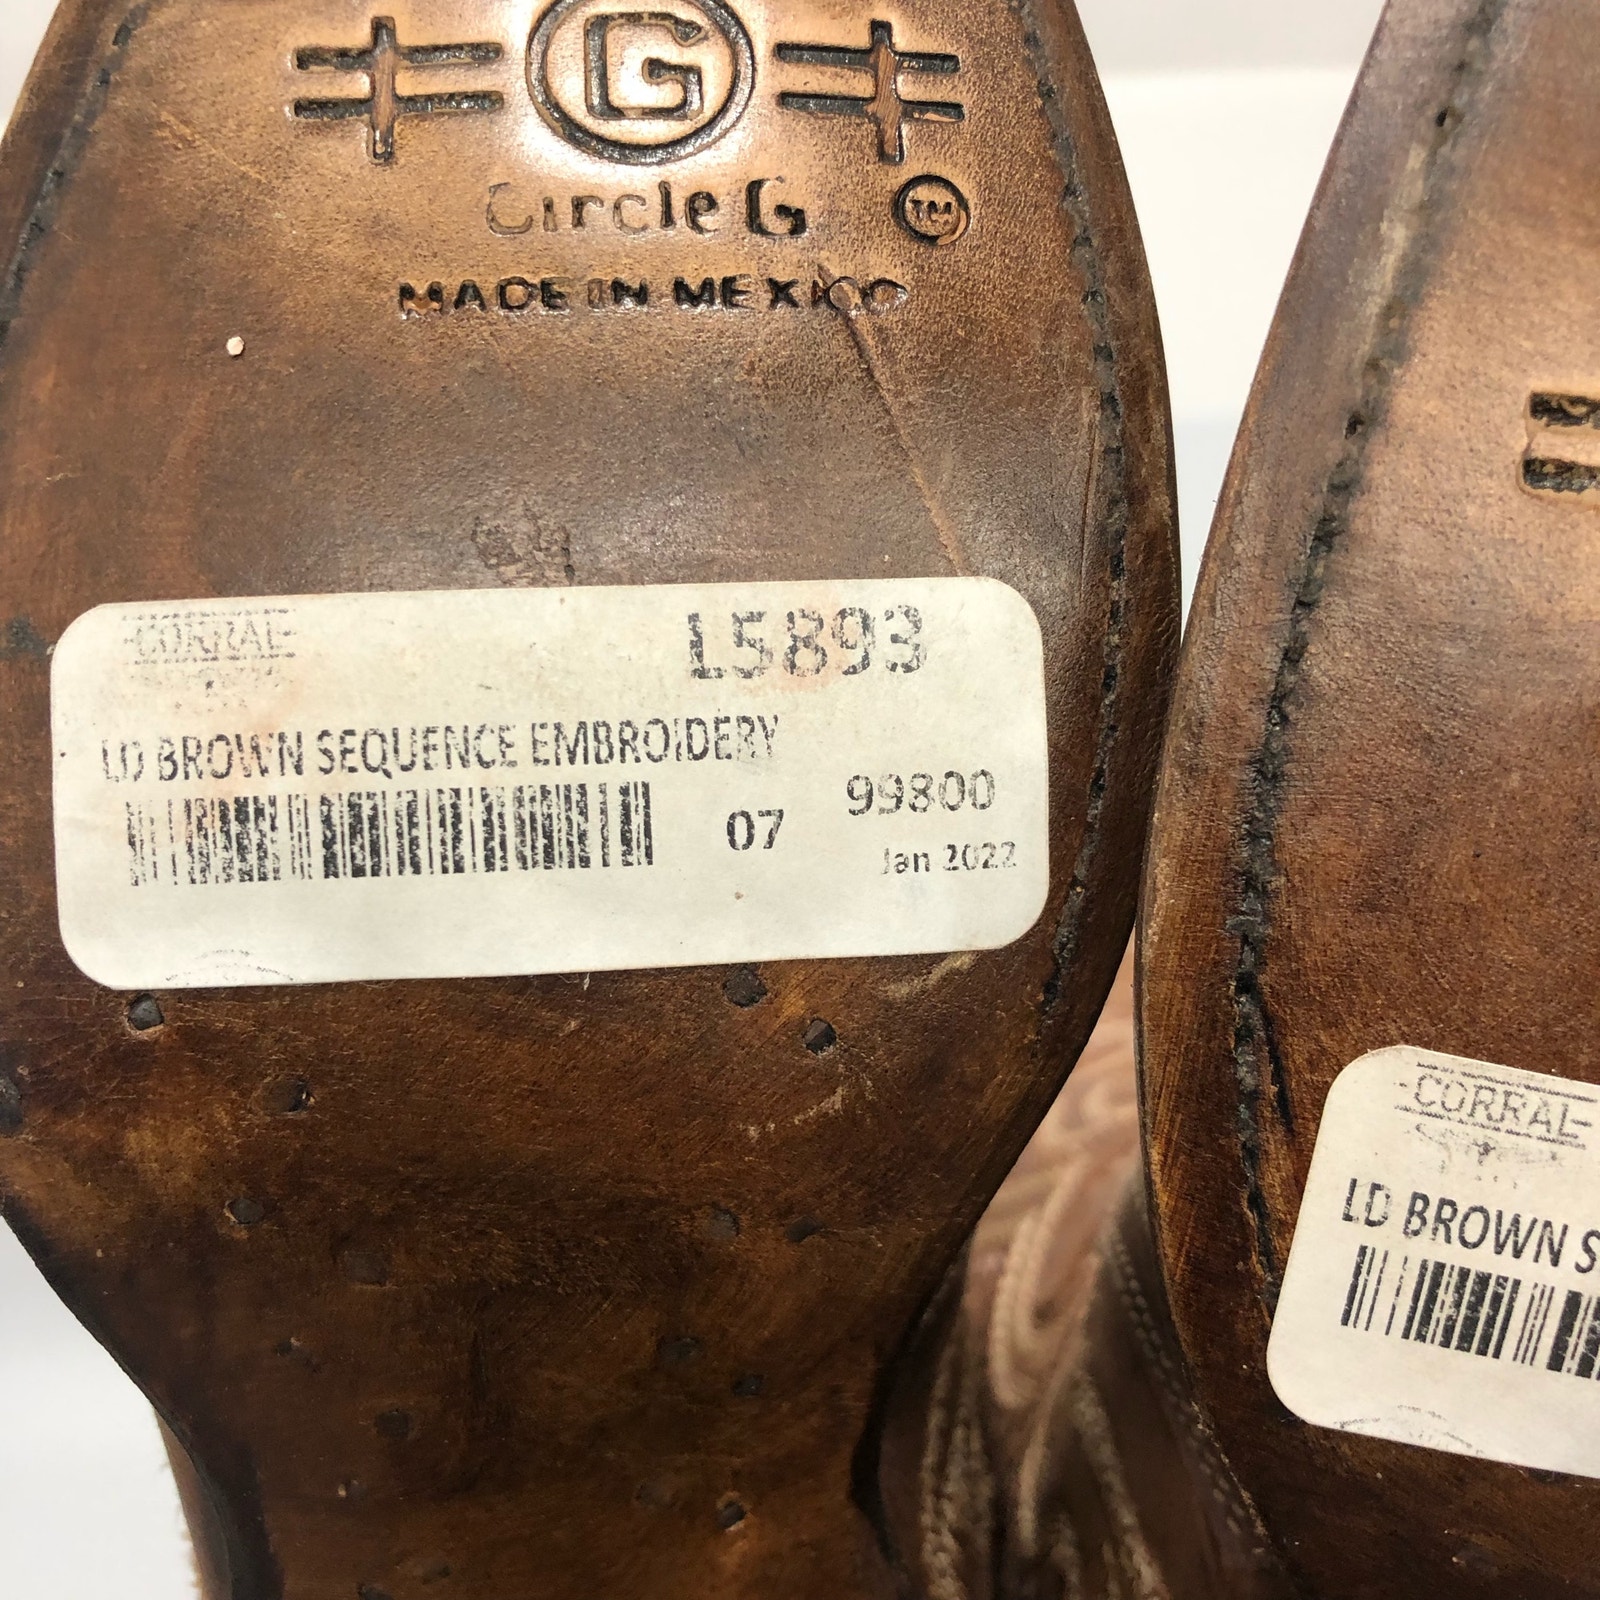 G
Circle G TM
MADE IN MEXICO
CORRAL
L5893
LD BROWN SEQUENCE EMBROIDERY
07
99800
Jan 2022
CORRAL
LD BROWN S